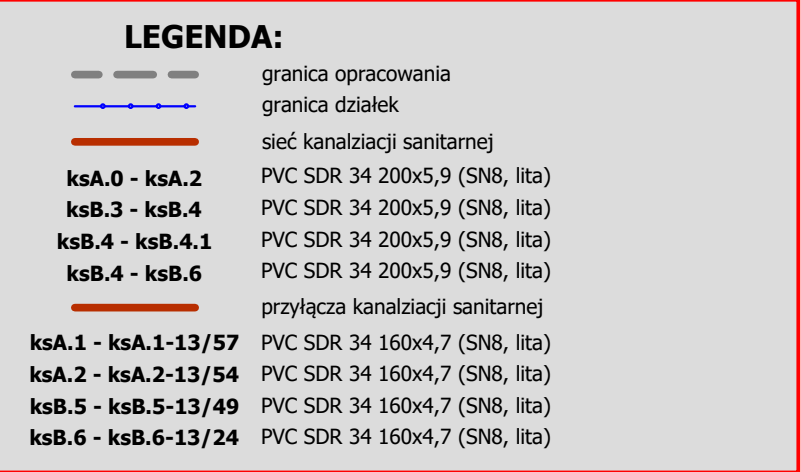 LEGENDA:
granica opracowania
granica działek
sieć kanalziacji sanitarnej
ksA.0 - ksA.2 PVC SDR 34 200x5,9 (SN8, lita)
ksB.3 - ksB.4 PVC SDR 34 200x5,9 (SN8, lita)
ksB.4 - ksB.4.1 PVC SDR 34 200x5,9 (SN8, lita)
ksB.4 - ksB.6 PVC SDR 34 200x5,9 (SN8, lita)
przyłącza kanalziacji sanitarnej
ksA.1 - ksA.1-13/57 PVC SDR 34 160x4,7 (SN8, lita)
ksA.2 - ksA.2-13/54 PVC SDR 34 160x4,7 (SN8, lita)
ksB.5 - ksB.5-13/49 PVC SDR 34 160x4,7 (SN8, lita)
ksB.6 - ksB.6-13/24 PVC SDR 34 160x4,7 (SN8, lita)